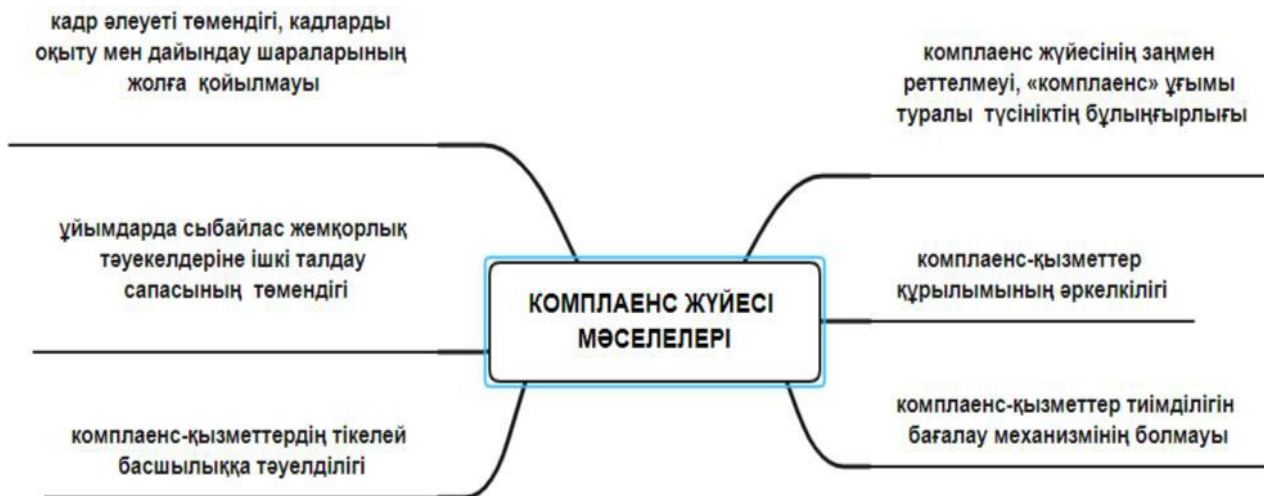 кадр әлеуеті төмендігі, кадларды
оқыту мен дайындау шараларының
жолға қойылмауы
ұйымдарда сыбайлас жемқорлық
тәуекелдеріне ішкі талдау
сапасының төмендігі
комплаенс-қызметтердің тікелей
басшылыққа тәуелділігі
КОМПЛАЕНС ЖҮЙЕСІ
МӘСЕЛЕЛЕРІ
комплаенс жүйесінің заңмен
реттелмеуі, «комплаенс» ұғымы
туралы түсініктің бұлыңғырлығы
комплаенс-қызметтер
құрылымының әркелкілігі
комплаенс-қызметтер тиімділігін
бағалау механизмінің болмауы